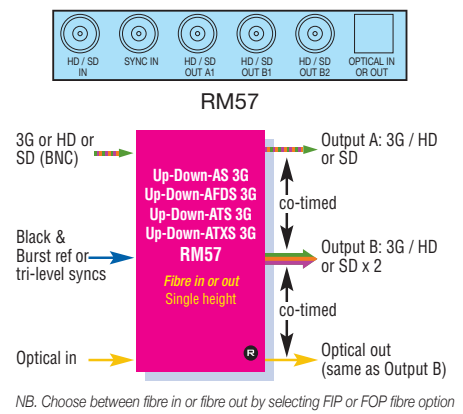 HD / SD
IN
SYNC IN
HD / SD
OUT A1
HD / SD
OUT B1
HD / SD
OUT B2
OPTICAL IN
OR OUT
RM57
3G or HD or
SD (BNC)
Black &
Burst ref or
tri-level syncs
Optical in
Up-Down-AS 3G
Up-Down-AFDS 3G
Up-Down-ATS 3G
Up-Down-ATXS 3G
RM57
Fibre in or out
Single height
R
Output A: 3G / HD
or SD
co-timed
Output B: 3G / HD
or SD x 2
co-timed
Optical out
(same as Output B)
NB. Choose between fibre in or fibre out by selecting FIP or FOP fibre option